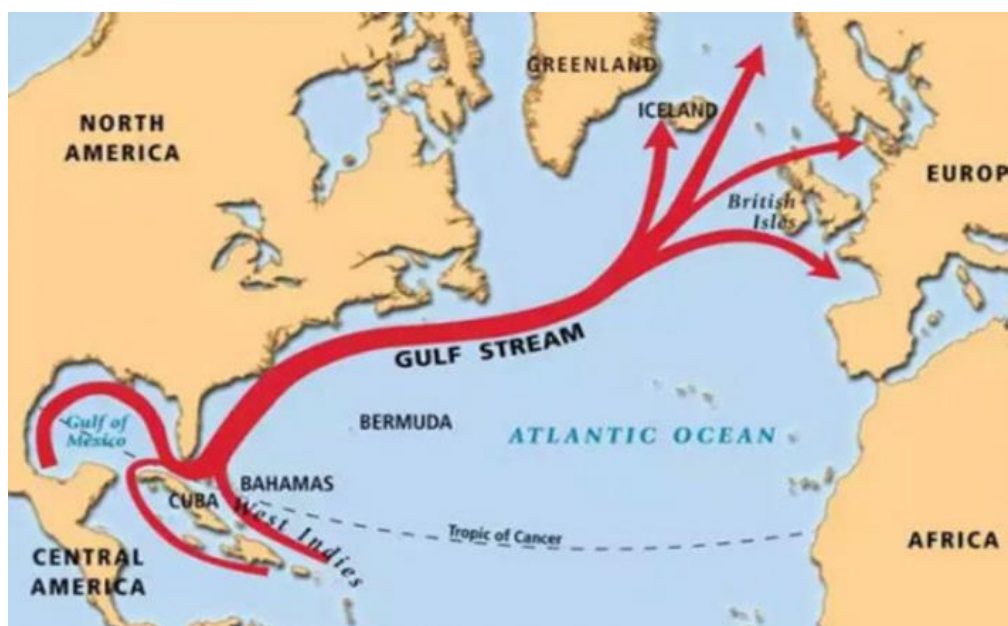 GREENLAND
ICELAND
NORTH
AMERICA
EUROP
British
Isles
GULF STREAM
Gulf of
Mexico
BERMUDA
ATLANTIC OCEAN
BAHAMAS
CUBA
West Indies
Tropic of Cancer
CENTRAL
AMERICA
AFRICA